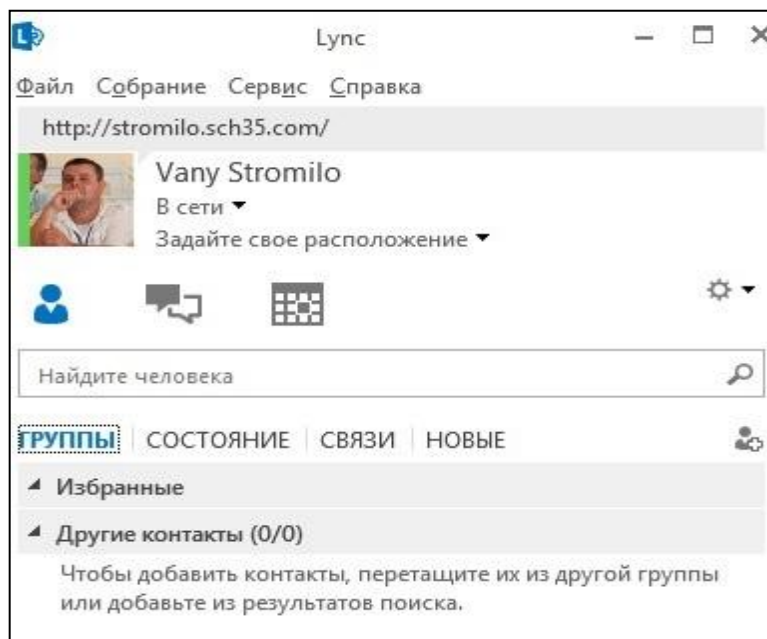 Lync
Файл Собрание Сервис Справка
http://stromilo.sch35.com/
Vany Stromilo
В сети
Задайте свое расположение
Найдите человека
ГРУППЫ СОСТОЯНИЕ СВЯЗИ НОВЫЕ
Избранные
Другие контакты (0/0)
Чтобы добавить контакты, перетащите их из другой группы
или добавьте из результатов поиска.